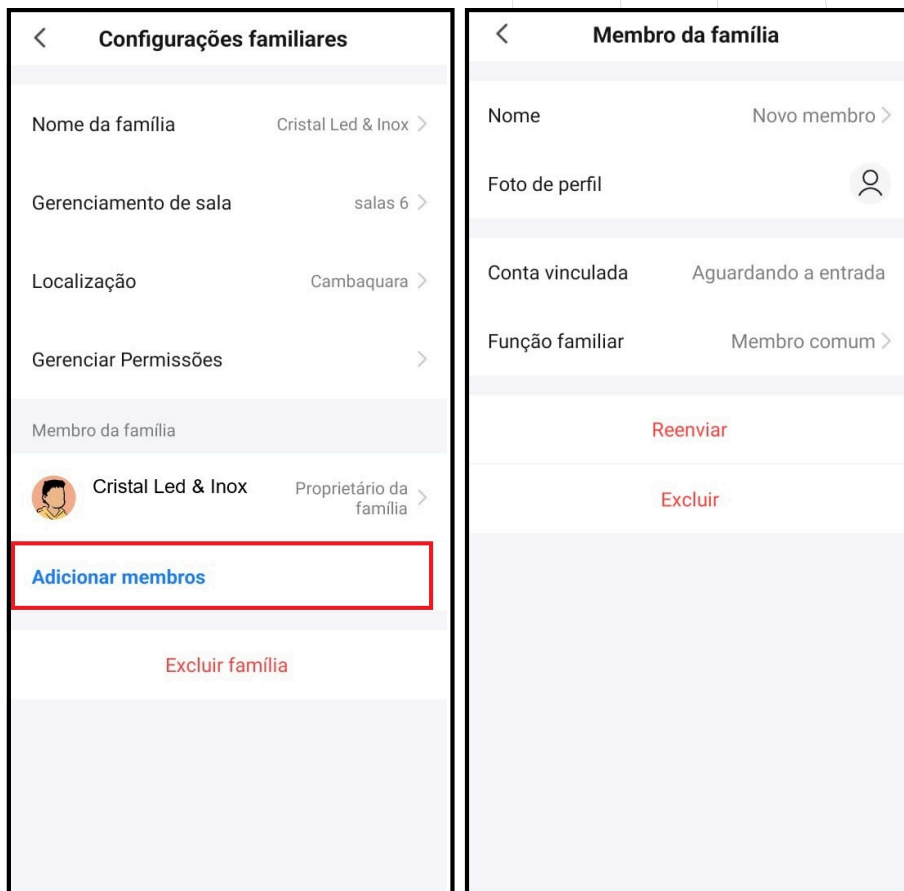 Configurações familiares
Nome da família Cristal Led & Inox
Gerenciamento de sala salas 6
Localização Cambaquara
Gerenciar Permissões
Membro da família
Cristal Led & Inox Proprietário da
família
Adicionar membros
Excluir família
Membro da família
Nome Novo membro
Foto de perfil
Conta vinculada Aguardando a entrada
Função familiar Membro comum
Reenviar
Excluir